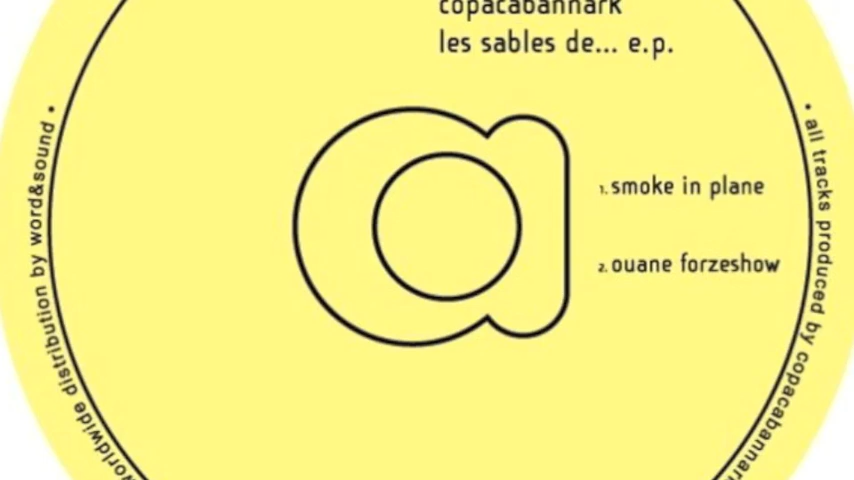 copacabannark
les sables de... e.p.
a
1. smoke in plane
2. ouane forzeshow
worldwide distribution by word&sound •
• all tracks produced by copacabannark